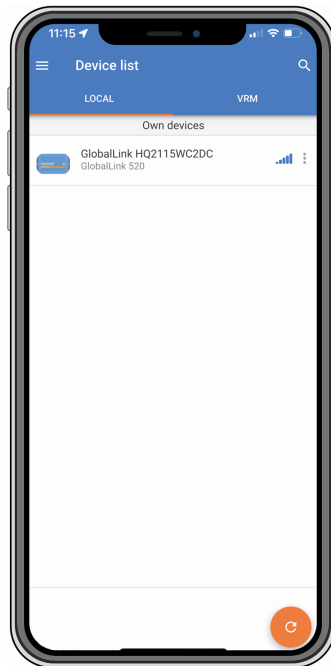 11:15
Device list
LOCAL
VRM
Own devices
GlobalLink HQ2115WC2DC
GlobalLink 520